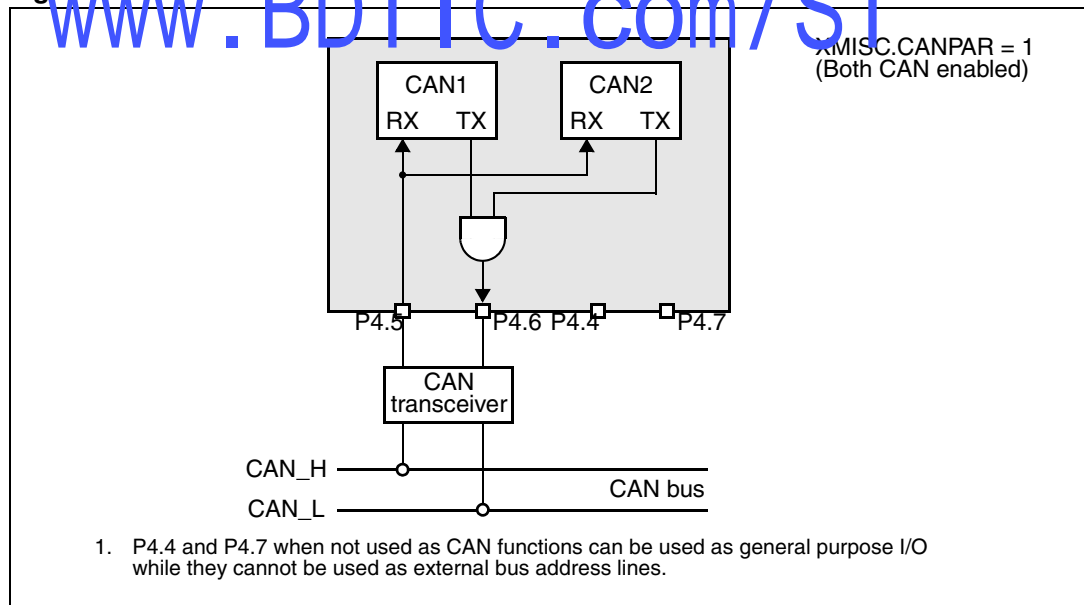 www.BDTIC.com/ST
XMISC.CANPAR = 1
(Both CAN enabled)
CAN1
CAN2
RX TX
RX TX
P4.5
P4.6
P4.4
P4.7
CAN
transceiver
CAN_H
CAN bus
CAN_L
1. P4.4 and P4.7 when not used as CAN functions can be used as general purpose I/O
while they cannot be used as external bus address lines.